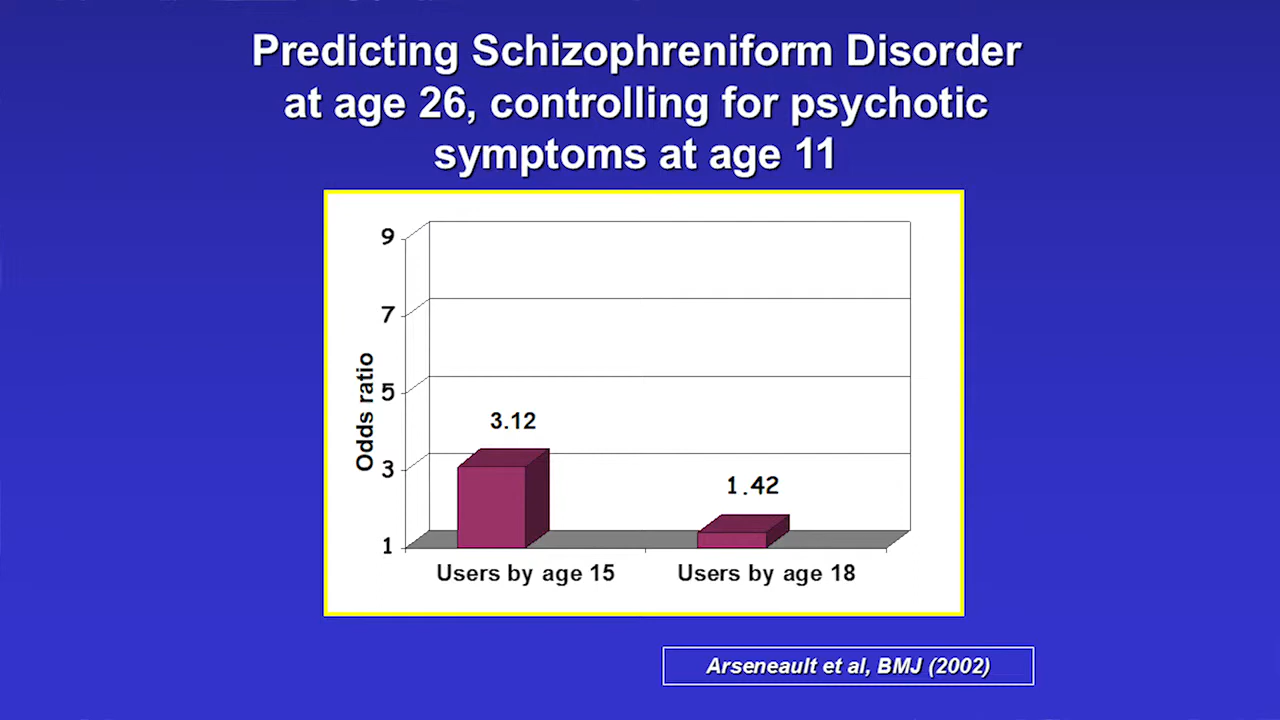 Predicting Schizophreniform Disorder
at age 26, controlling for psychotic
symptoms at age 11
9
7
5
3
1
Odds ratio
3.12
1.42
Users by age 15
Users by age 18
Arseneault et al, BMJ (2002)